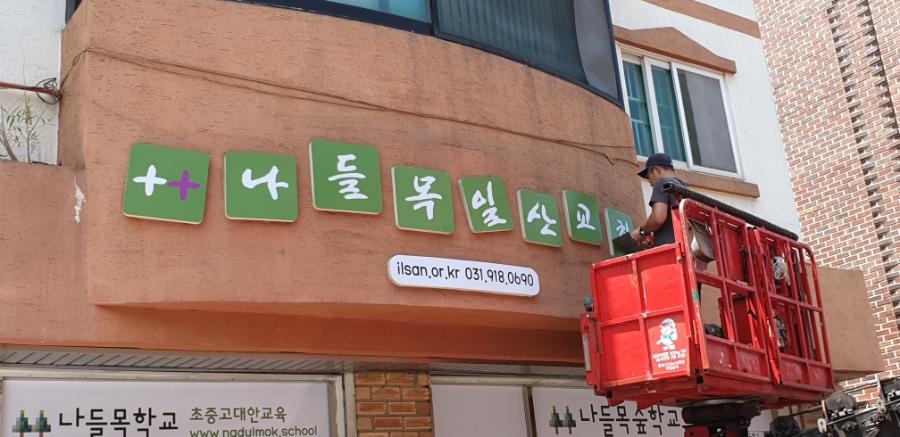 나들목일산교회
ilsan.or.kr 031.918.0690
나들목학교 초중고대안교육
www.nadulmok.school
나들목숲학교